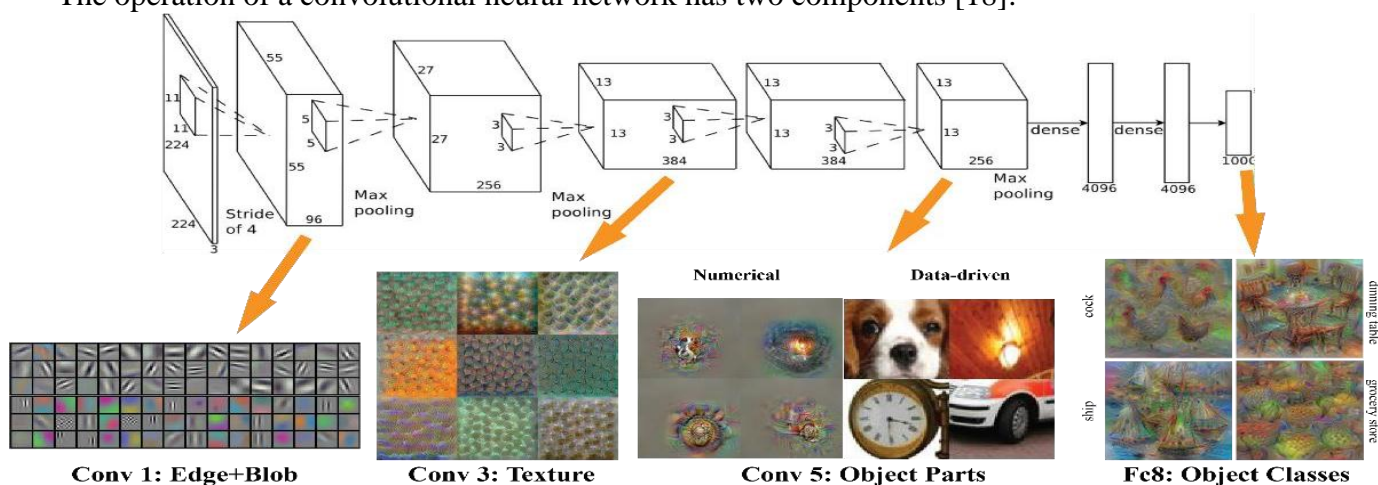 The operation of a convolutional neural network has two components [18].
55
27
13
13
13
11
11
224
224
3
Stride
of 4
5
5
55
96
Max
pooling
3
3
27
256
Max
pooling
3
3
13
384
3
3
13
384
13
256
Max
pooling
dense
4096
dense
4096
1000
Numerical
Data-driven
cock
ship
dinning table
grocery store
Conv 1: Edge+Blob
Conv 3: Texture
Conv 5: Object Parts
Fc8: Object Classes